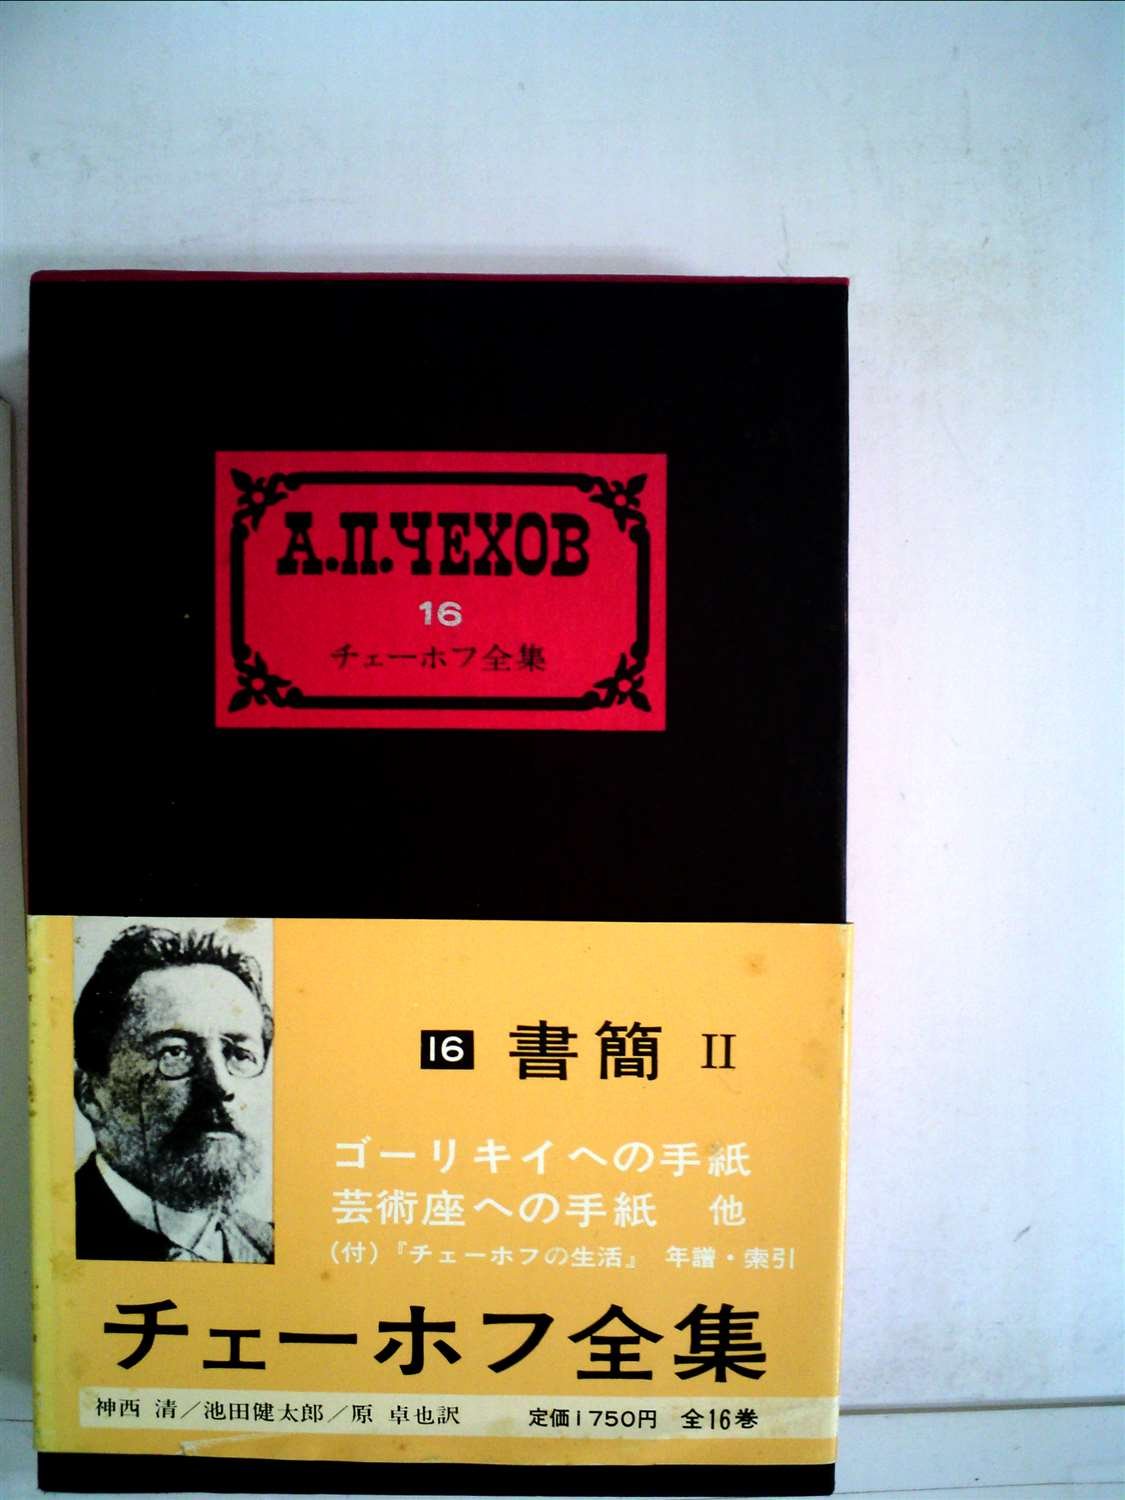 А.П.ЧЕХОВ
16
チェーホフ全集
16 書簡 II
ゴーリキイへの手紙
芸術座への手紙 他
(付)『チェーホフの生活』 年譜・索引
チェーホフ全集
神西 清/池田健太郎/原 卓也訳 定価1750円 全16巻